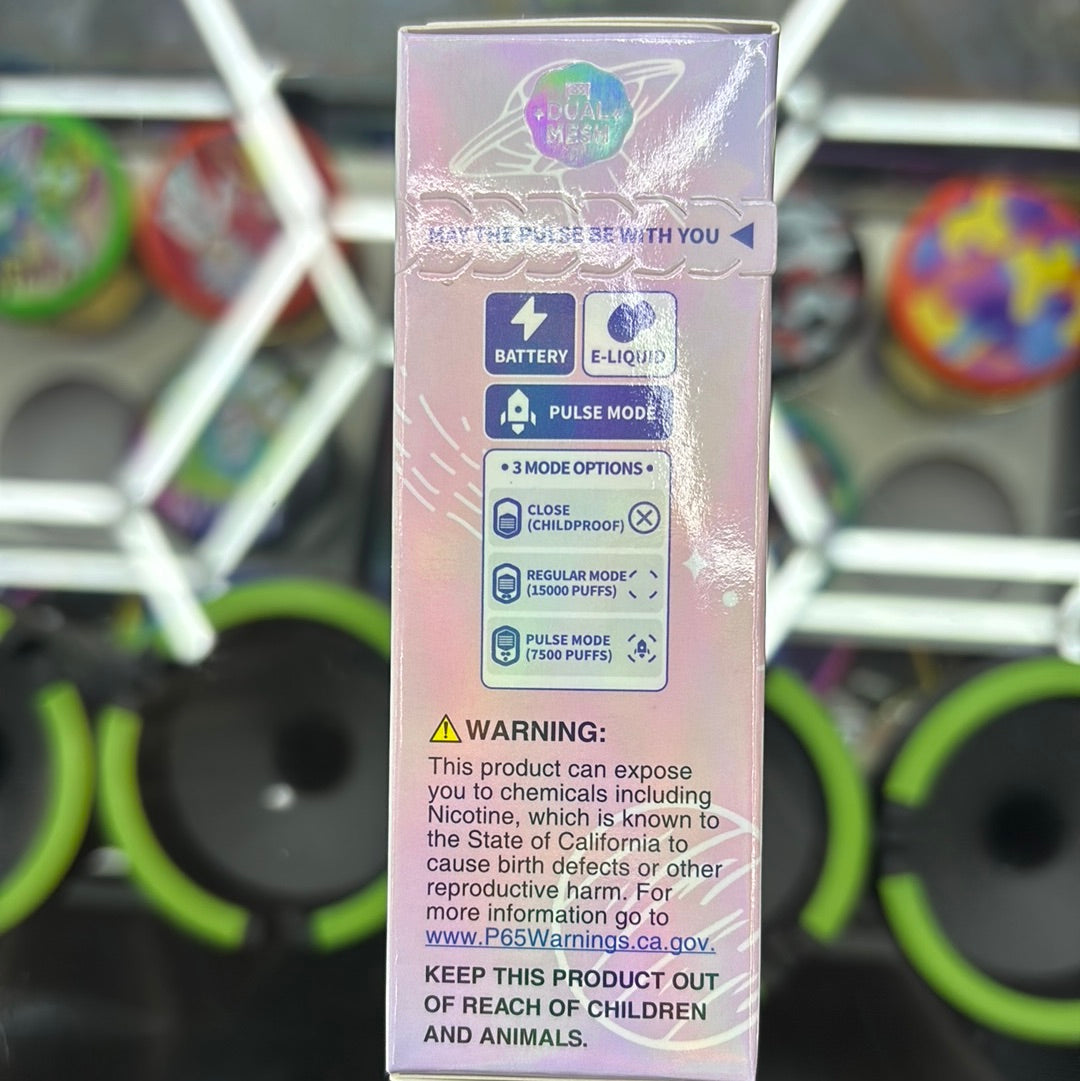 DUAL
MESH
MAY THE PULSE BE WITH YOU
BATTERY
E-LIQUID
PULSE MODE
• 3 MODE OPTIONS •
CLOSE
(CHILDPROOF)
REGULAR MODE
(15000 PUFFS)
PULSE MODE
(7500 PUFFS)
WARNING:
This product can expose
you to chemicals including
Nicotine, which is known to
the State of California to
cause birth defects or other
reproductive harm. For
more information go to
www.P65Warnings.ca.gov.
KEEP THIS PRODUCT OUT
OF REACH OF CHILDREN
AND ANIMALS.